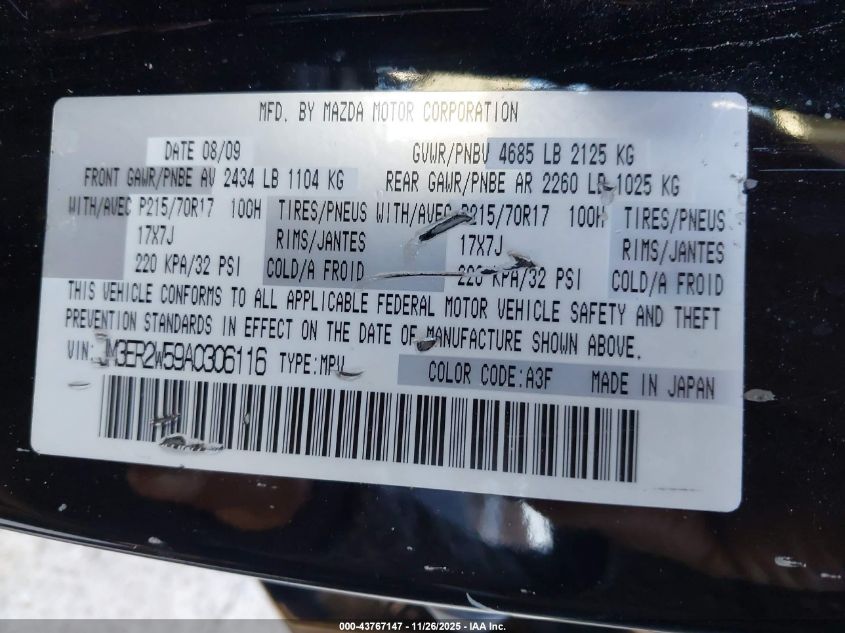 MFD. BY MAZDA MOTOR CORPORATION
DATE 08/09 GVWR/PNBV 4685 LB 2125 KG
FRONT GAWR/PNBE AV 2434 LB 1104 KG REAR GAWR/PNBE AR 2260 LB 1025 KG
WITH/AVEC P215/70R17 100H TIRES/PNEUS WITH/AVEC P215/70R17 100H TIRES/PNEUS
17X7J RIMS/JANTES 17X7J RIMS/JANTES
220 KPA/32 PSI COLD/A FROID 220 KPA/32 PSI COLD/A FROID
THIS VEHICLE CONFORMS TO ALL APPLICABLE FEDERAL MOTOR VEHICLE SAFETY AND THEFT
PREVENTION STANDARDS IN EFFECT ON THE DATE OF MANUFACTURE SHOWN ABOVE.
VIN: JM3ER2W59A0306116 TYPE:MPV COLOR CODE:A3F MADE IN JAPAN
000-43767147 - 11/26/2025 - IAA Inc.